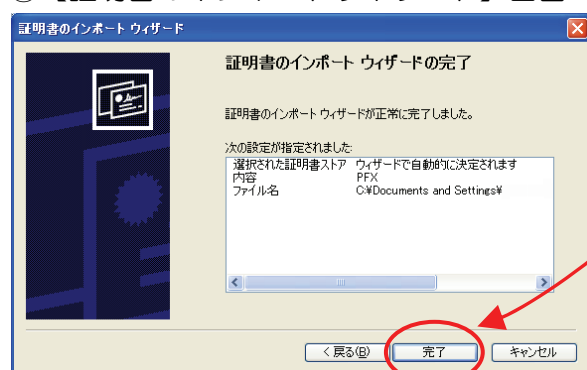 証明書のインポート ウィザード
証明書のインポート ウィザードの完了
証明書のインポート ウィザードが正常に完了しました。
次の設定が指定されました:
選択された証明書ストア ウィザードで自動的に決定されます
内容 PFX
ファイル名 C:¥Documents and Settings¥
< 戻る(B) 完了 キャンセル